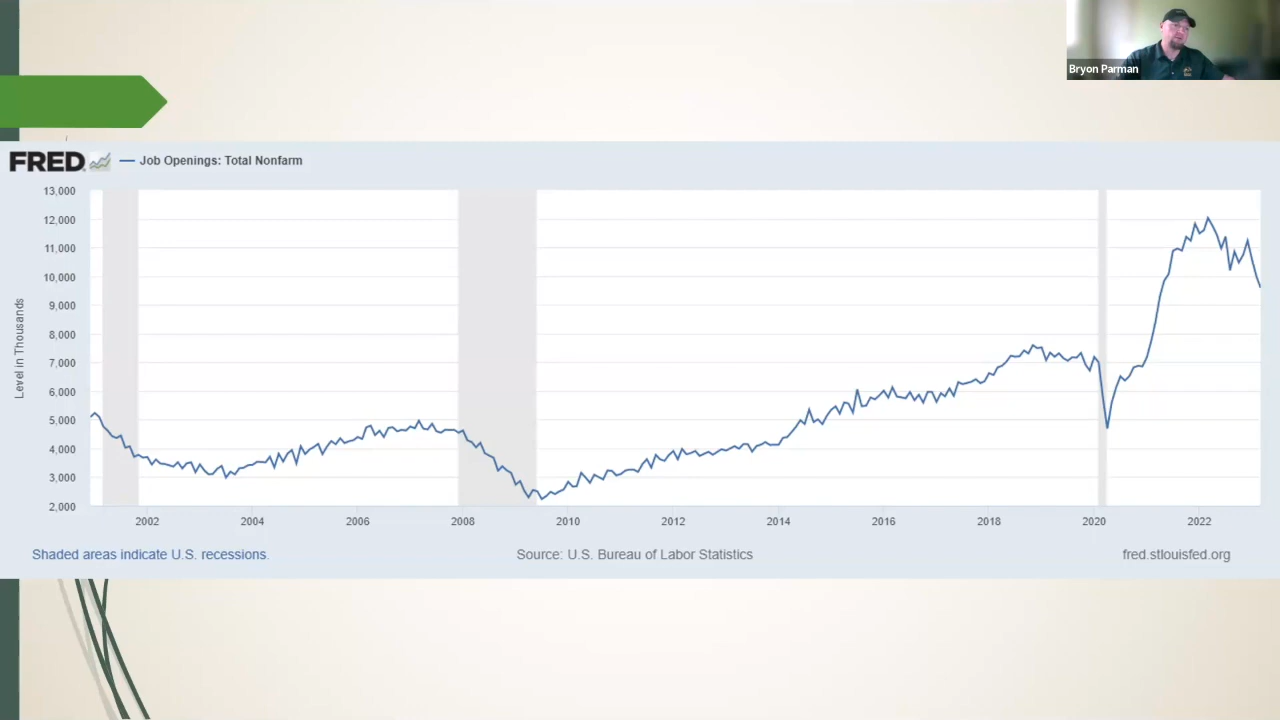 Bryon Parman
FRED
Job Openings: Total Nonfarm
13,000
12,000
11,000
10,000
9,000
8,000
7,000
6,000
5,000
4,000
3,000
2,000
Level in Thousands
2002 2004 2006 2008 2010 2012 2014 2016 2018 2020 2022
Shaded areas indicate U.S. recessions.
Source: U.S. Bureau of Labor Statistics
fred.stlouisfed.org